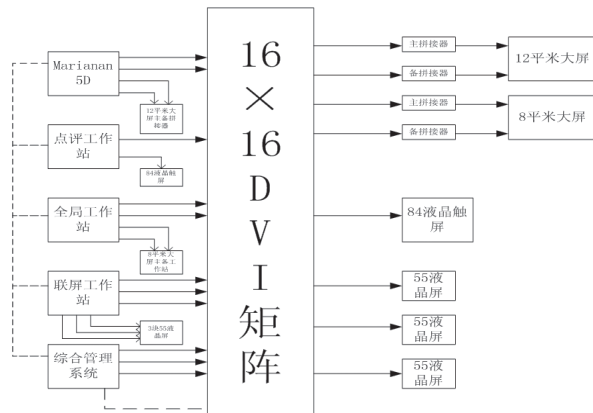 Marianan
5D
12平米大
屏主备拼
接器
点评工作
站
84液晶触
屏
全局工作
站
8平米大
屏主备工
作站
联屏工作
站
3块55液
晶屏
综合管理
系统
16
×
16
D
V
I
矩
阵
主拼接器
备拼接器
12平米大屏
主拼接器
备拼接器
8平米大屏
84液晶触
屏
55液
晶屏
55液
晶屏
55液
晶屏